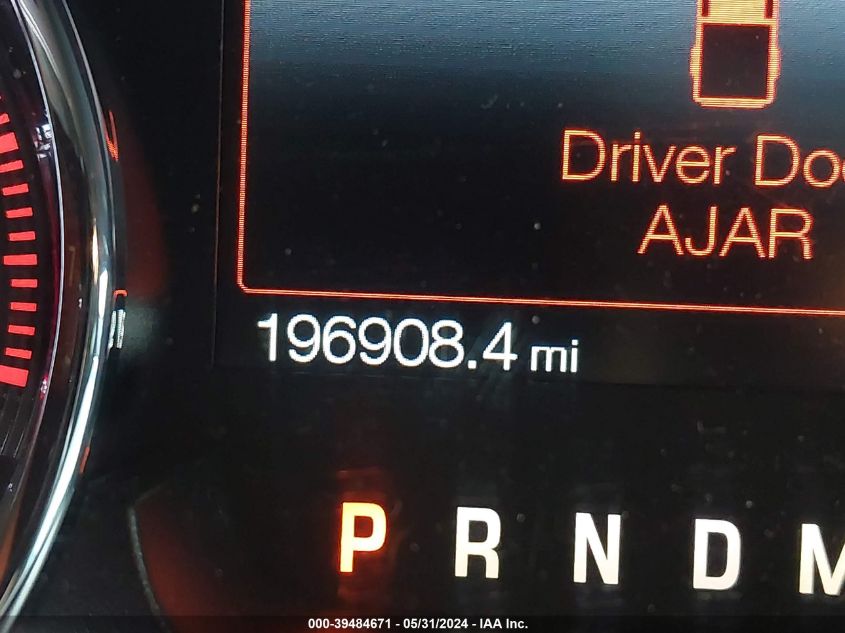 Driver Doo
AJAR
196908.4 mi
P R N D M
000-39484671 - 05/31/2024 - IAA Inc.